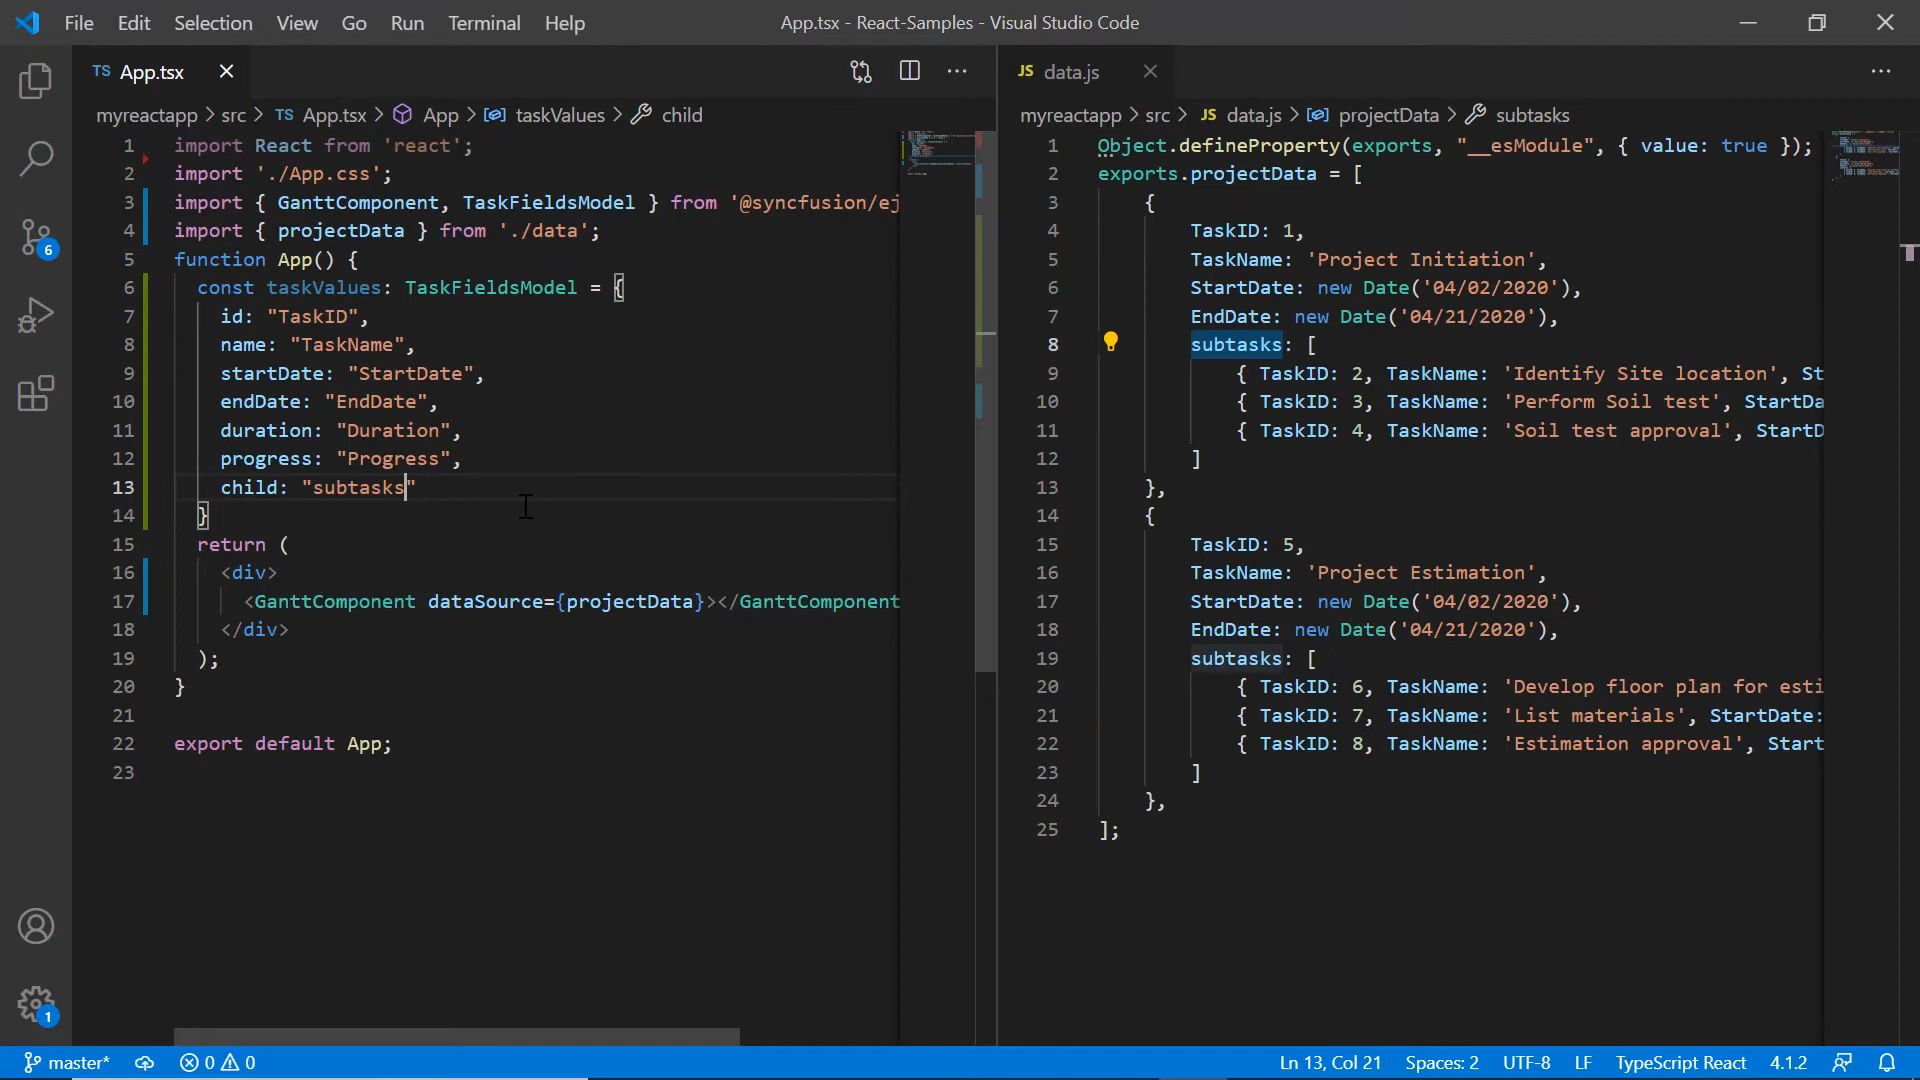 File Edit Selection View Go Run Terminal Help App.tsx - React-Samples - Visual Studio Code
TS App.tsx
myreactapp > src > TS App.tsx > App > taskValues > child
1 import React from 'react';
2 import './App.css';
3 import { GanttComponent, TaskFieldsModel } from '@syncfusion/ej
4 import { projectData } from './data';
5 function App() {
6 const taskValues: TaskFieldsModel = {
7 id: "TaskID",
8 name: "TaskName",
9 startDate: "StartDate",
10 endDate: "EndDate",
11 duration: "Duration",
12 progress: "Progress",
13 child: "subtasks"
14 }
15 return (
16 <div>
17 <GanttComponent dataSource={projectData}></GanttComponent
18 </div>
19 );
20 }
21
22 export default App;
23
JS data.js
myreactapp > src > JS data.js > projectData > subtasks
1 Object.defineProperty(exports, "__esModule", { value: true });
2 exports.projectData = [
3 {
4 TaskID: 1,
5 TaskName: 'Project Initiation',
6 StartDate: new Date('04/02/2020'),
7 EndDate: new Date('04/21/2020'),
8 subtasks: [
9 { TaskID: 2, TaskName: 'Identify Site location', St
10 { TaskID: 3, TaskName: 'Perform Soil test', StartDa
11 { TaskID: 4, TaskName: 'Soil test approval', StartD
12 ]
13 },
14 {
15 TaskID: 5,
16 TaskName: 'Project Estimation',
17 StartDate: new Date('04/02/2020'),
18 EndDate: new Date('04/21/2020'),
19 subtasks: [
20 { TaskID: 6, TaskName: 'Develop floor plan for esti
21 { TaskID: 7, TaskName: 'List materials', StartDate:
22 { TaskID: 8, TaskName: 'Estimation approval', Start
23 ]
24 },
25 ];
6
1
master* 0 0 Ln 13, Col 21 Spaces: 2 UTF-8 LF TypeScript React 4.1.2